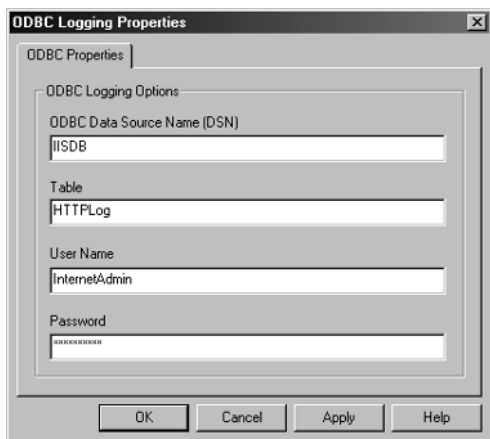 ODBC Logging Properties
ODBC Properties
ODBC Logging Options
ODBC Data Source Name (DSN)
IISDB
Table
HTTPLog
User Name
InternetAdmin
Password
**********
OK Cancel Apply Help